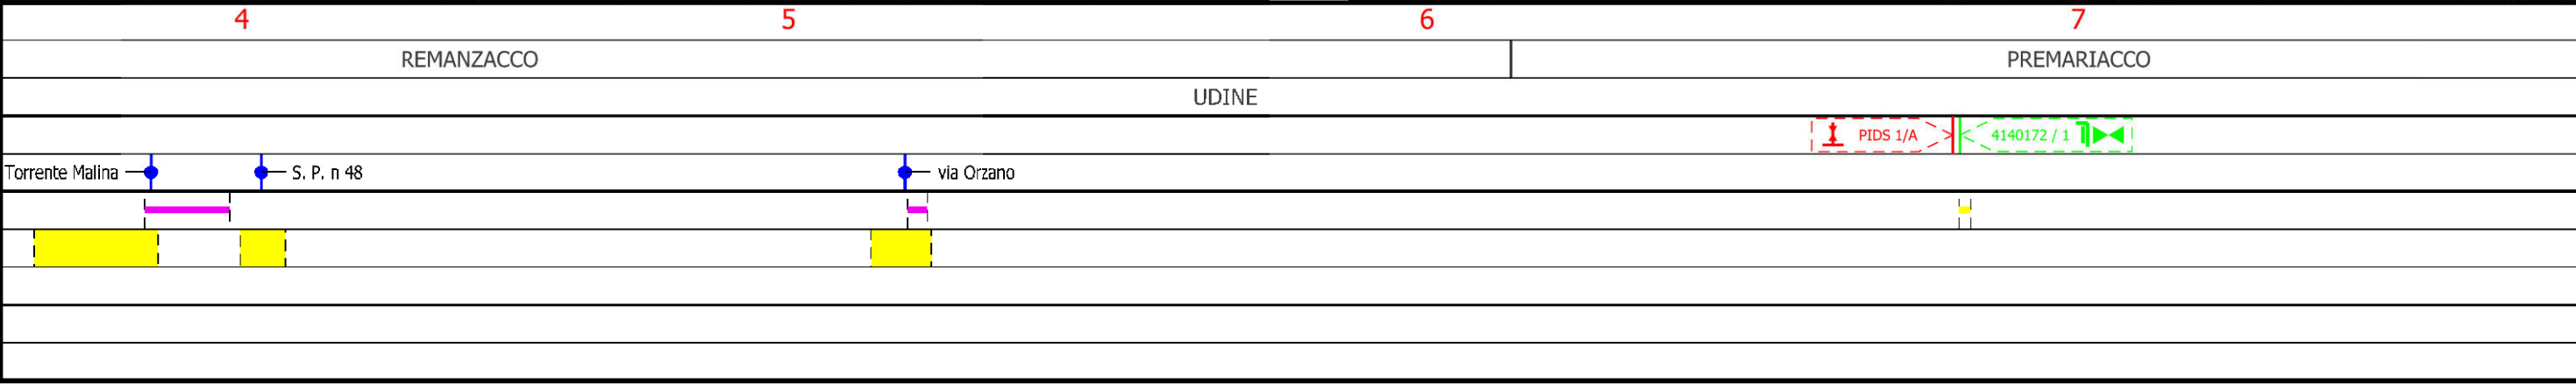 4 5 6 7
REMANZACCO PREMARIACCO
UDINE
PIDS 1/A 4140172 / 1
Torrente Malina S. P. n 48 via Orzano